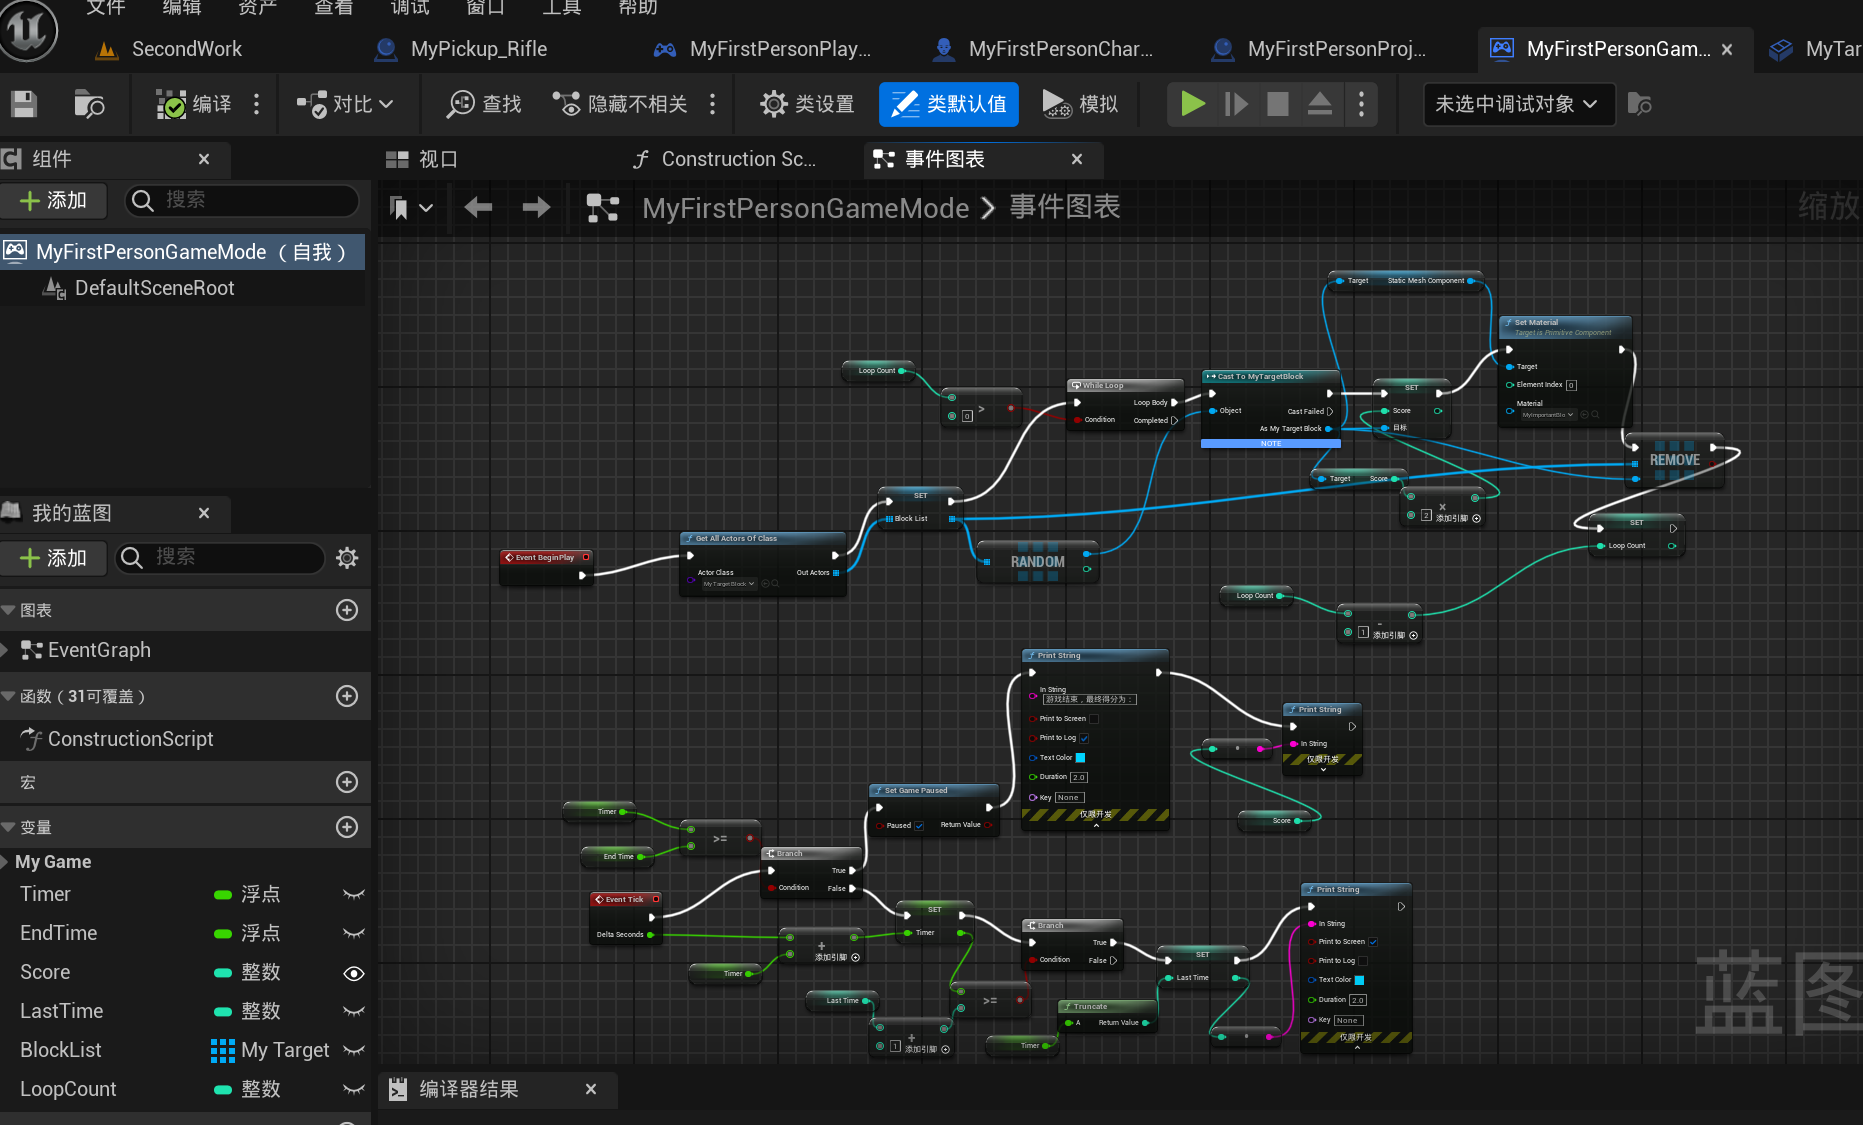 文件 编辑 资产 查看 调试 窗口 工具 帮助
SecondWork MyPickup_Rifle MyFirstPersonPlay... MyFirstPersonChar... MyFirstPersonProj... MyFirstPersonGam... MyTar
编译 对比 查找 隐藏不相关 类设置 类默认值 模拟 未选中调试对象
组件 视口 Construction Sc... 事件图表
添加 搜索 MyFirstPersonGameMode 事件图表 缩放
MyFirstPersonGameMode （自我）
DefaultSceneRoot
我的蓝图
添加 搜索
图表
EventGraph
函数（31可覆盖）
ConstructionScript
宏
变量
My Game
Timer 浮点
EndTime 浮点
Score 整数
LastTime 整数
BlockList My Target
LoopCount 整数
Event BeginPlay
Get All Actors Of Class
Actor Class Out Actors
My Target Block
SET
Block List
RANDOM
Loop Count
0 >
While Loop
Loop Body
Condition Completed
Cast To MyTargetBlock
Object Cast Failed
As My Target Block
NOTE
Target Static Mesh Component
SET
Score
目标
Target Score
×
2 添加引脚
Set Material
Target is Primitive Component
Target
Element Index 0
Material
MyImportantBlo
REMOVE
SET
Loop Count
Loop Count
-
1 添加引脚
Print String
In String
游戏结束，最终得分为：
Print to Screen
Print to Log
Text Color
Duration 2.0
Key None
仅限开发
Print String
In String
仅限开发
Score
Timer
End Time
>=
Event Tick
Delta Seconds
Branch
True
Condition False
Set Game Paused
Paused Return Value
Timer
+
添加引脚
SET
Timer
Last Time
+
1 添加引脚
>=
Branch
True
Condition False
Timer
Truncate
A Return Value
SET
Last Time
Print String
In String
Print to Screen
Print to Log
Text Color
Duration 2.0
Key None
仅限开发
蓝图
编译器结果